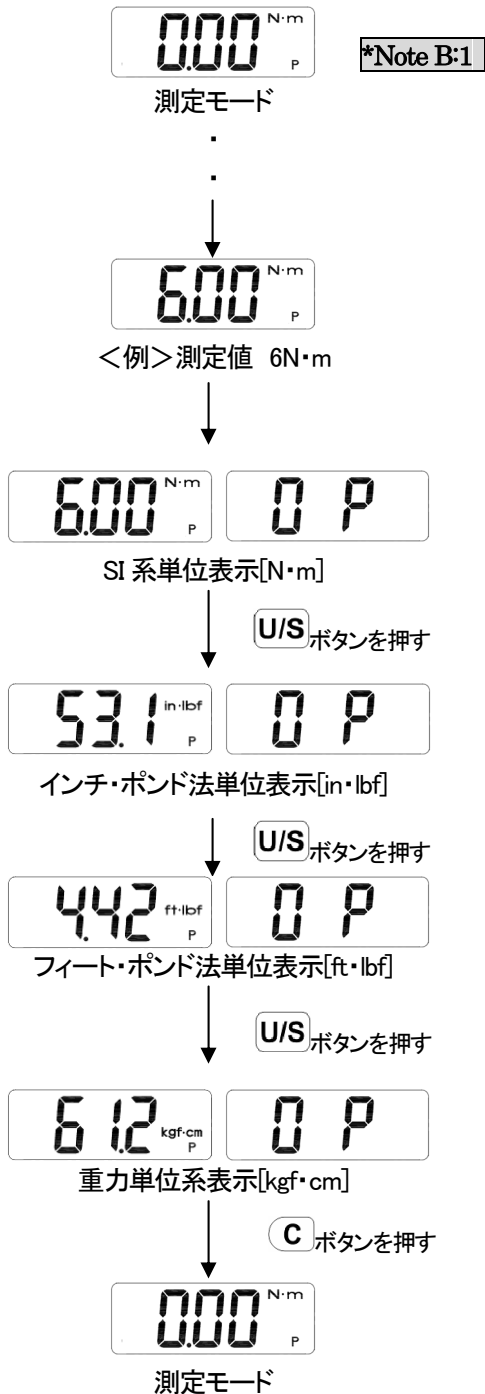 0.00 N·m
P
*Note B:1
測定モード
・
・
6.00 N·m
P
<例>測定値 6N・m
6.00 N·m
P
0 P
SI 系単位表示[N・m]
U/S ボタンを押す
53.1 in·lbf
P
0 P
インチ・ポンド法単位表示[in・lbf]
U/S ボタンを押す
4.42 ft·lbf
P
0 P
フィート・ポンド法単位表示[ft・lbf]
U/S ボタンを押す
61.2 kgf·cm
P
0 P
重力単位系表示[kgf・cm]
C ボタンを押す
0.00 N·m
P
測定モード